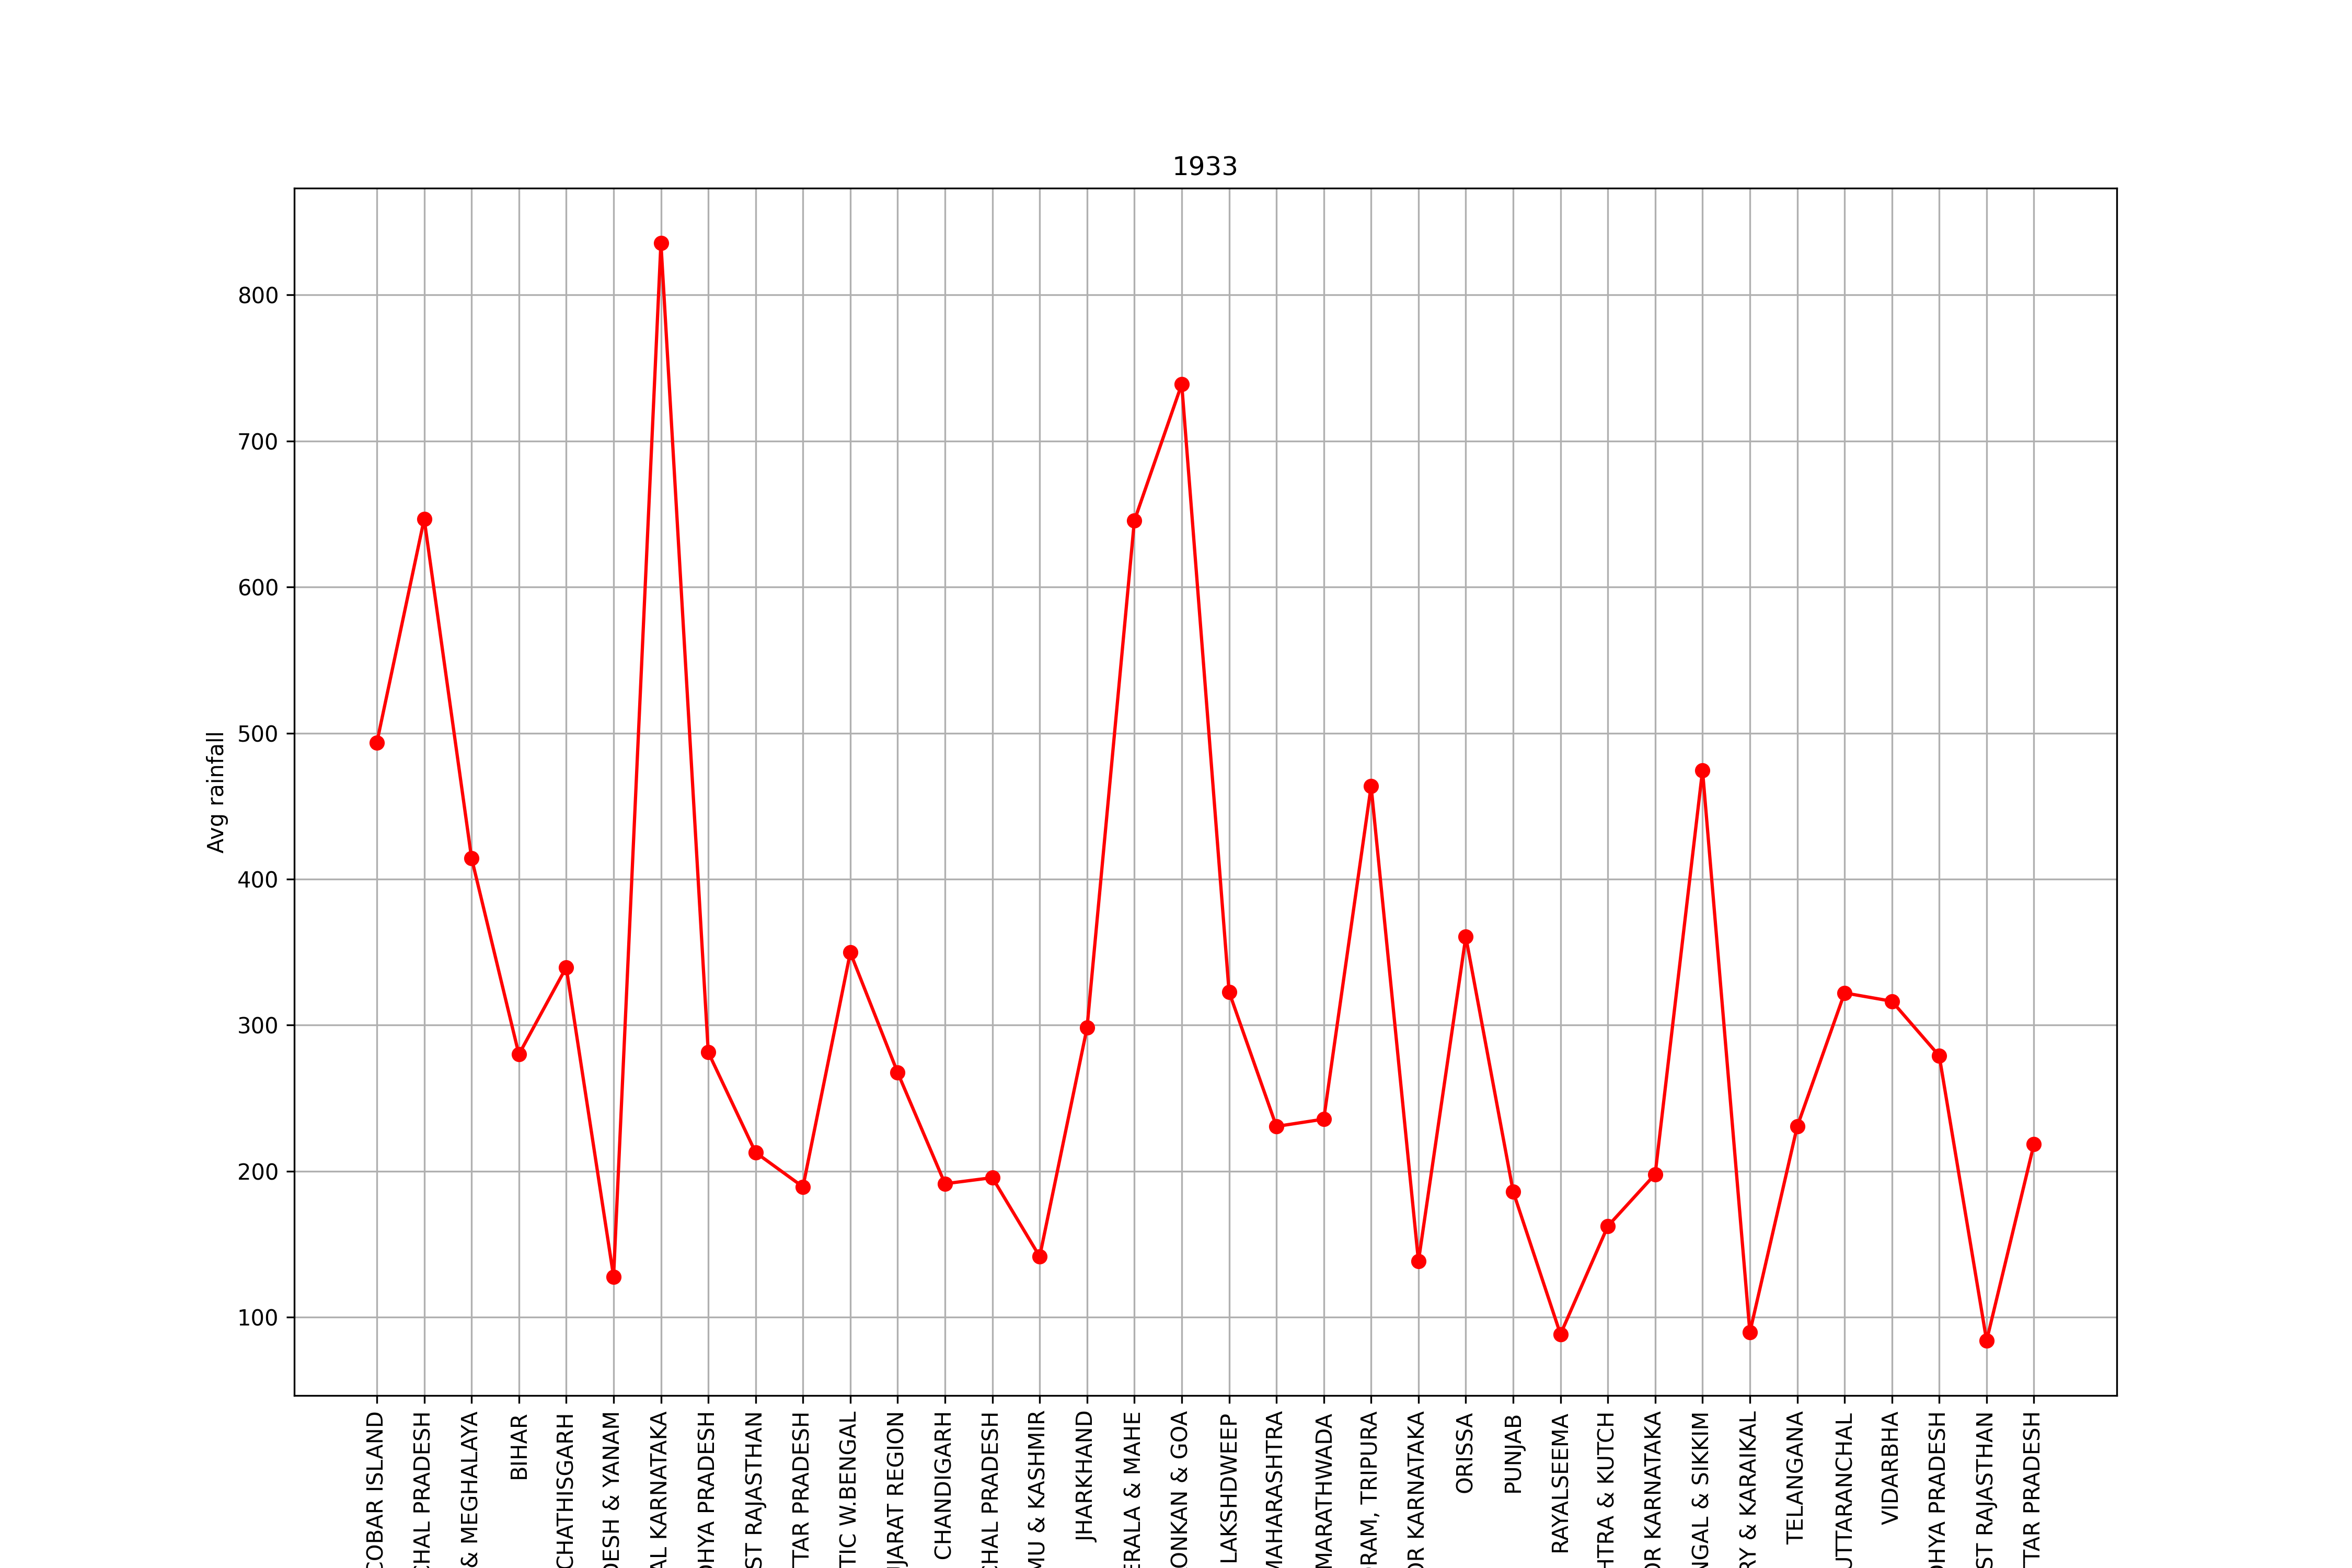 1933
800
700
600
500
400
300
200
100
Avg rainfall
COBAR ISLAND
CHAL PRADESH
& MEGHALAYA
BIHAR
CHATHISGARH
DESH & YANAM
AL KARNATAKA
DHYA PRADESH
ST RAJASTHAN
TTAR PRADESH
TIC W.BENGAL
JARAT REGION
CHANDIGARH
CHAL PRADESH
MU & KASHMIR
JHARKHAND
ERALA & MAHE
ONKAN & GOA
LAKSHDWEEP
MAHARASHTRA
MARATHWADA
RAM, TRIPURA
OR KARNATAKA
ORISSA
PUNJAB
RAYALSEEMA
HTRA & KUTCH
OR KARNATAKA
NGAL & SIKKIM
RY & KARAIKAL
TELANGANA
UTTARANCHAL
VIDARBHA
DHYA PRADESH
ST RAJASTHAN
TTAR PRADESH